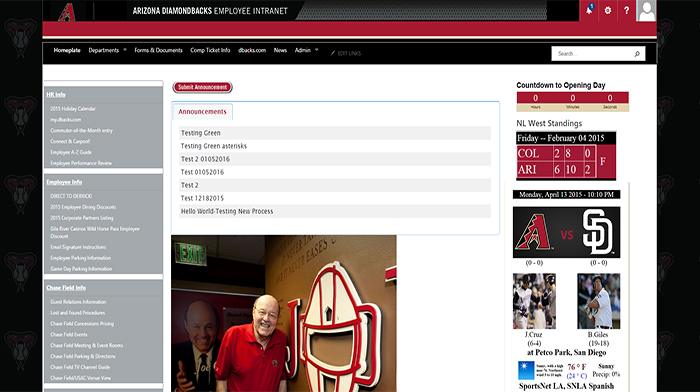 ARIZONA DIAMONDBACKS EMPLOYEE INTRANET
Homeplate Departments Forms & Documents Comp Ticket Info dbacks.com News Admin EDIT LINKS
Search...
HR Info
2015 Holiday Calendar
my.dbacks.com
Commuter-of-the-Month entry
Connect & Carpool!
Employee A-Z Guide
Employee Performance Review
Employee Info
DIRECT TO DERRICK!
2015 Employee Dining Discounts
2015 Corporate Partners Listing
Gila River Casinos Wild Horse Pass Employee
Discount
Email Signature Instructions
Employee Parking Information
Game Day Parking Information
Chase Field Info
Guest Relations Information
Lost and Found Procedures
Chase Field Concessions Pricing
Chase Field Events
Chase Field Meeting & Event Rooms
Chase Field Parking & Directions
Chase Field TV Channel Guide
Chase Field/USAC Venue View
Submit Announcement
Announcements
Testing Green
Testing Green asterisks
Test 2 01052016
Test 01052016
Test 2
Test 12182015
Hello World-Testing New Process
EXIT
Joe
Countdown to Opening Day
0 0 0
Hours Minutes Seconds
NL West Standings
Friday -- February 04 2015
COL 2 8 0
ARI 6 10 2
F
Monday, April 13 2015 - 10:10 PM
A VS SD
(0 - 0) (0 - 0)
J.Cruz B.Giles
(6-4) (19-18)
at Petco Park, San Diego
76 °F Sunny
(24 °C) Precip: 0%
SportsNet LA, SNLA Spanish